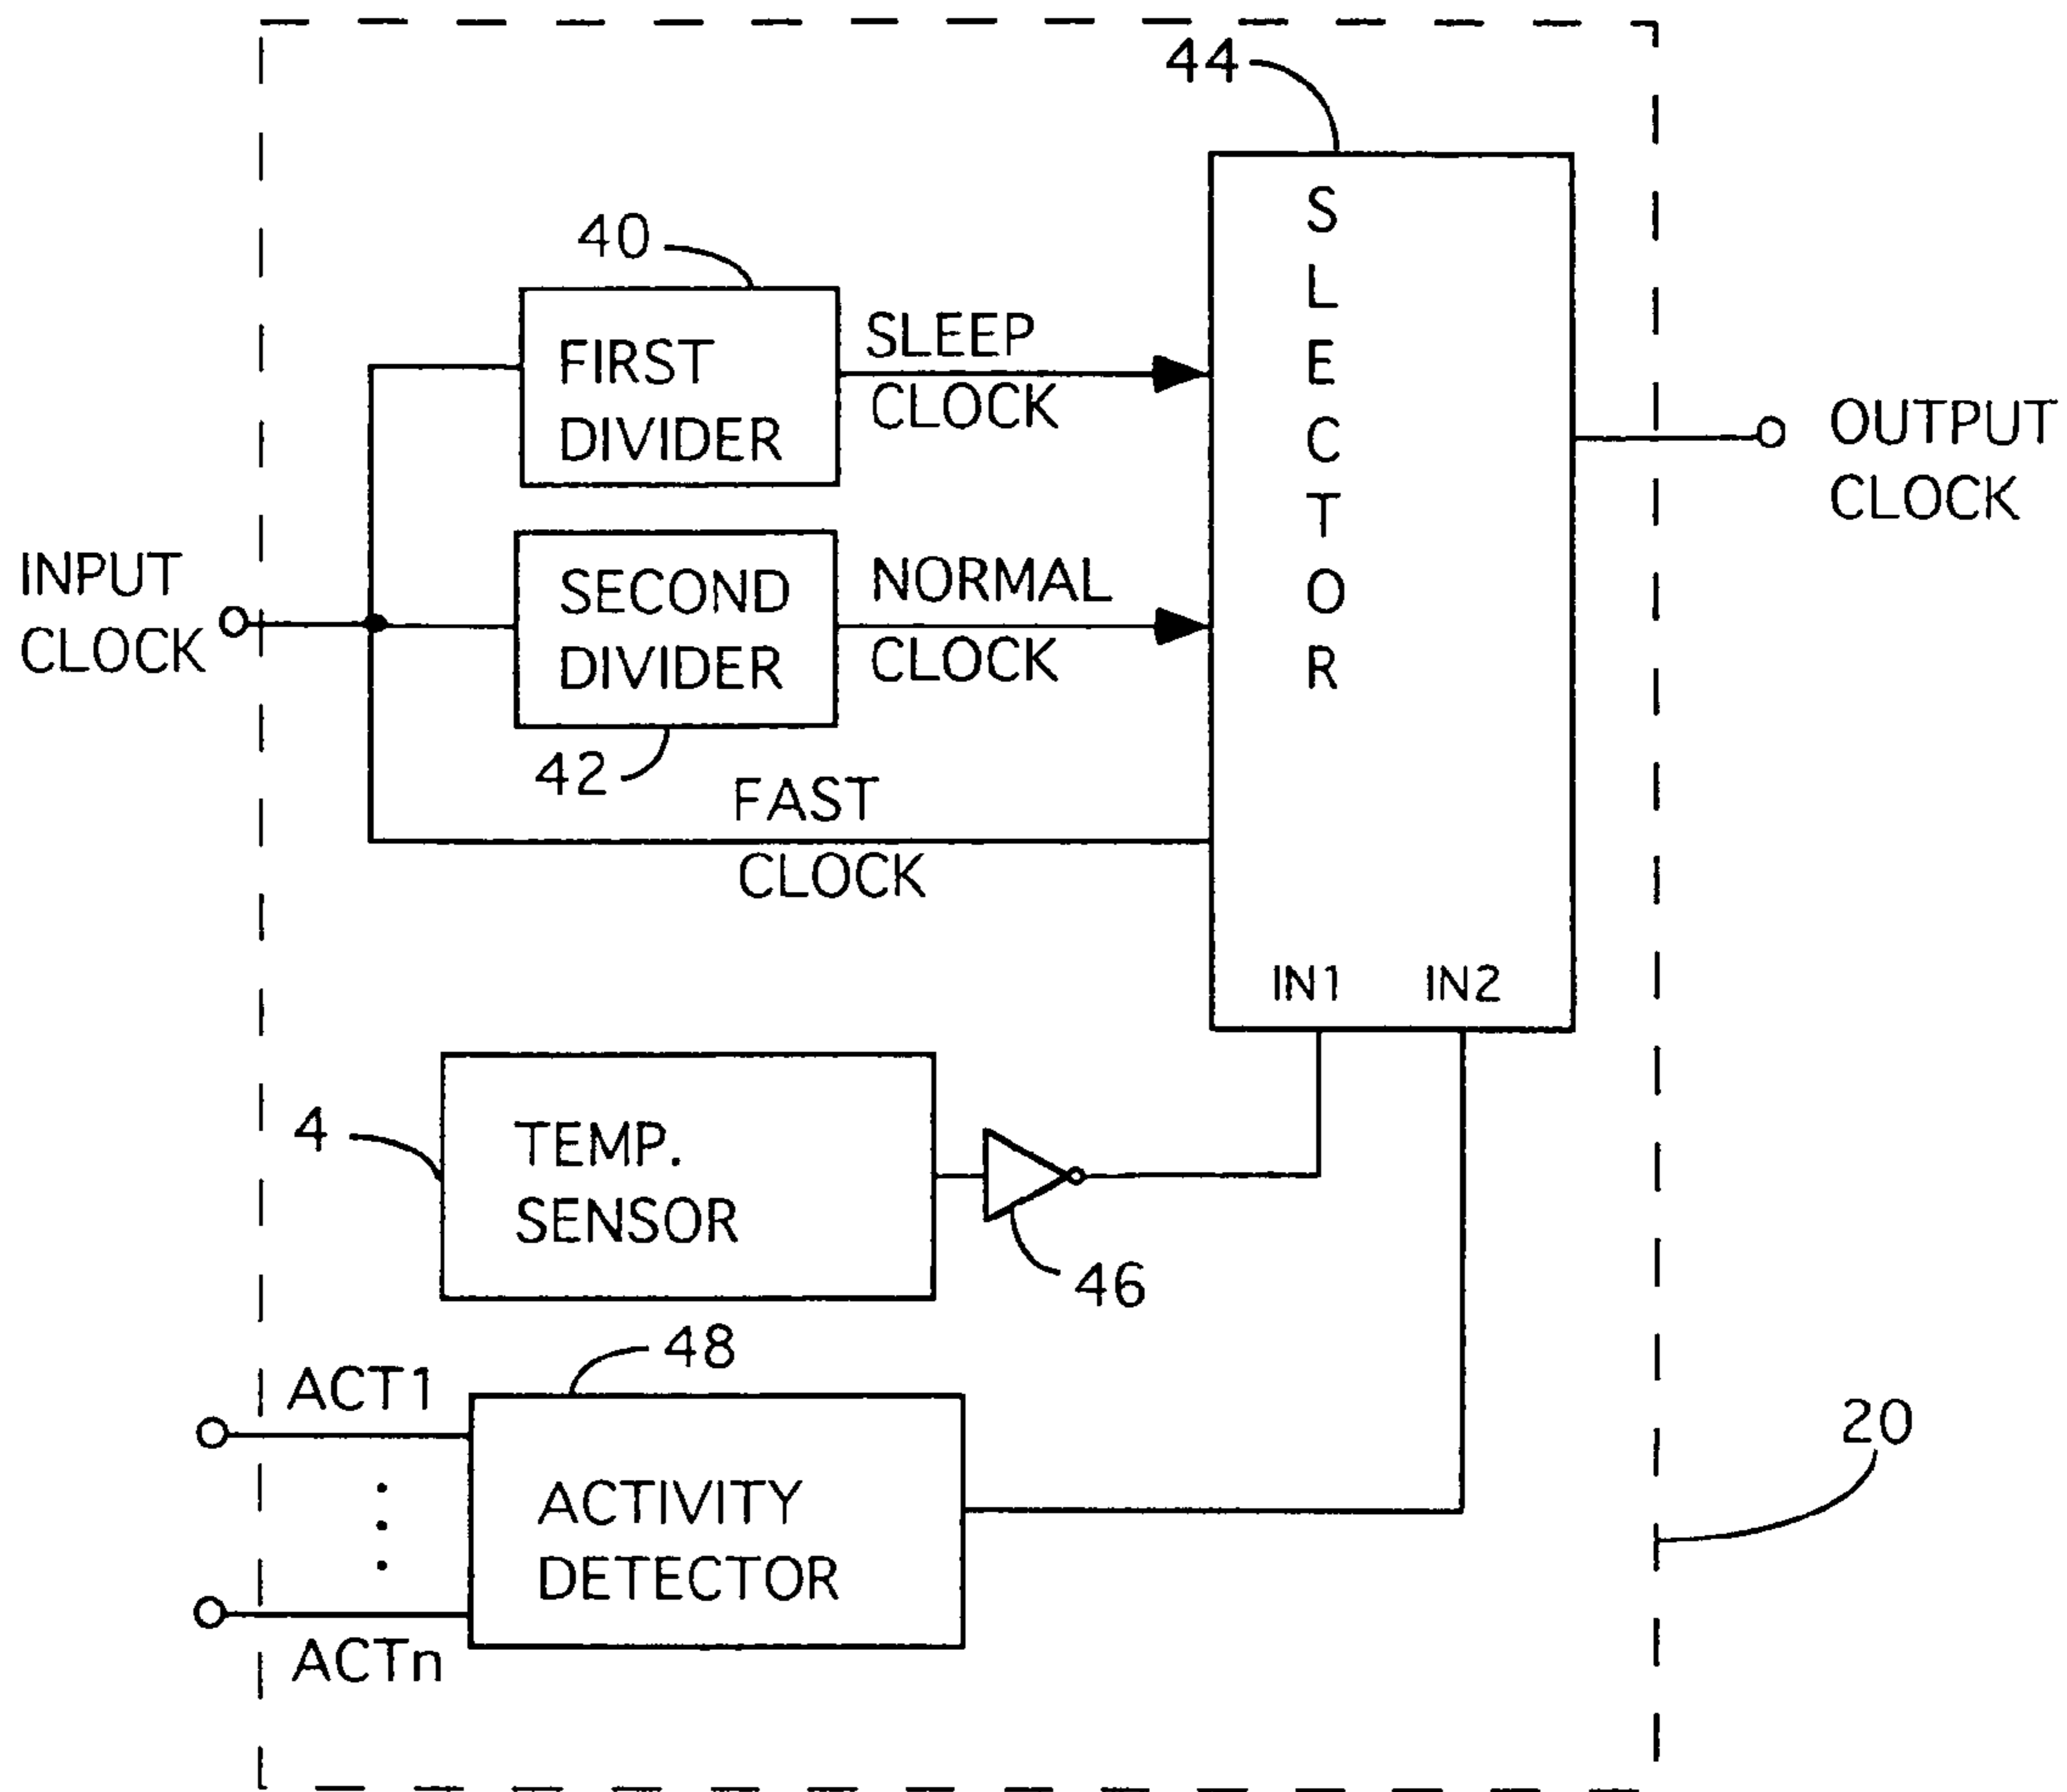 44
SLECTOR
40
FIRST
DIVIDER
SLEEP
CLOCK
OUTPUT
CLOCK
INPUT
CLOCK
SECOND
DIVIDER
NORMAL
CLOCK
42
FAST
CLOCK
IN1 IN2
4
TEMP.
SENSOR
46
48
ACT1
ACTIVITY
DETECTOR
20
ACTn